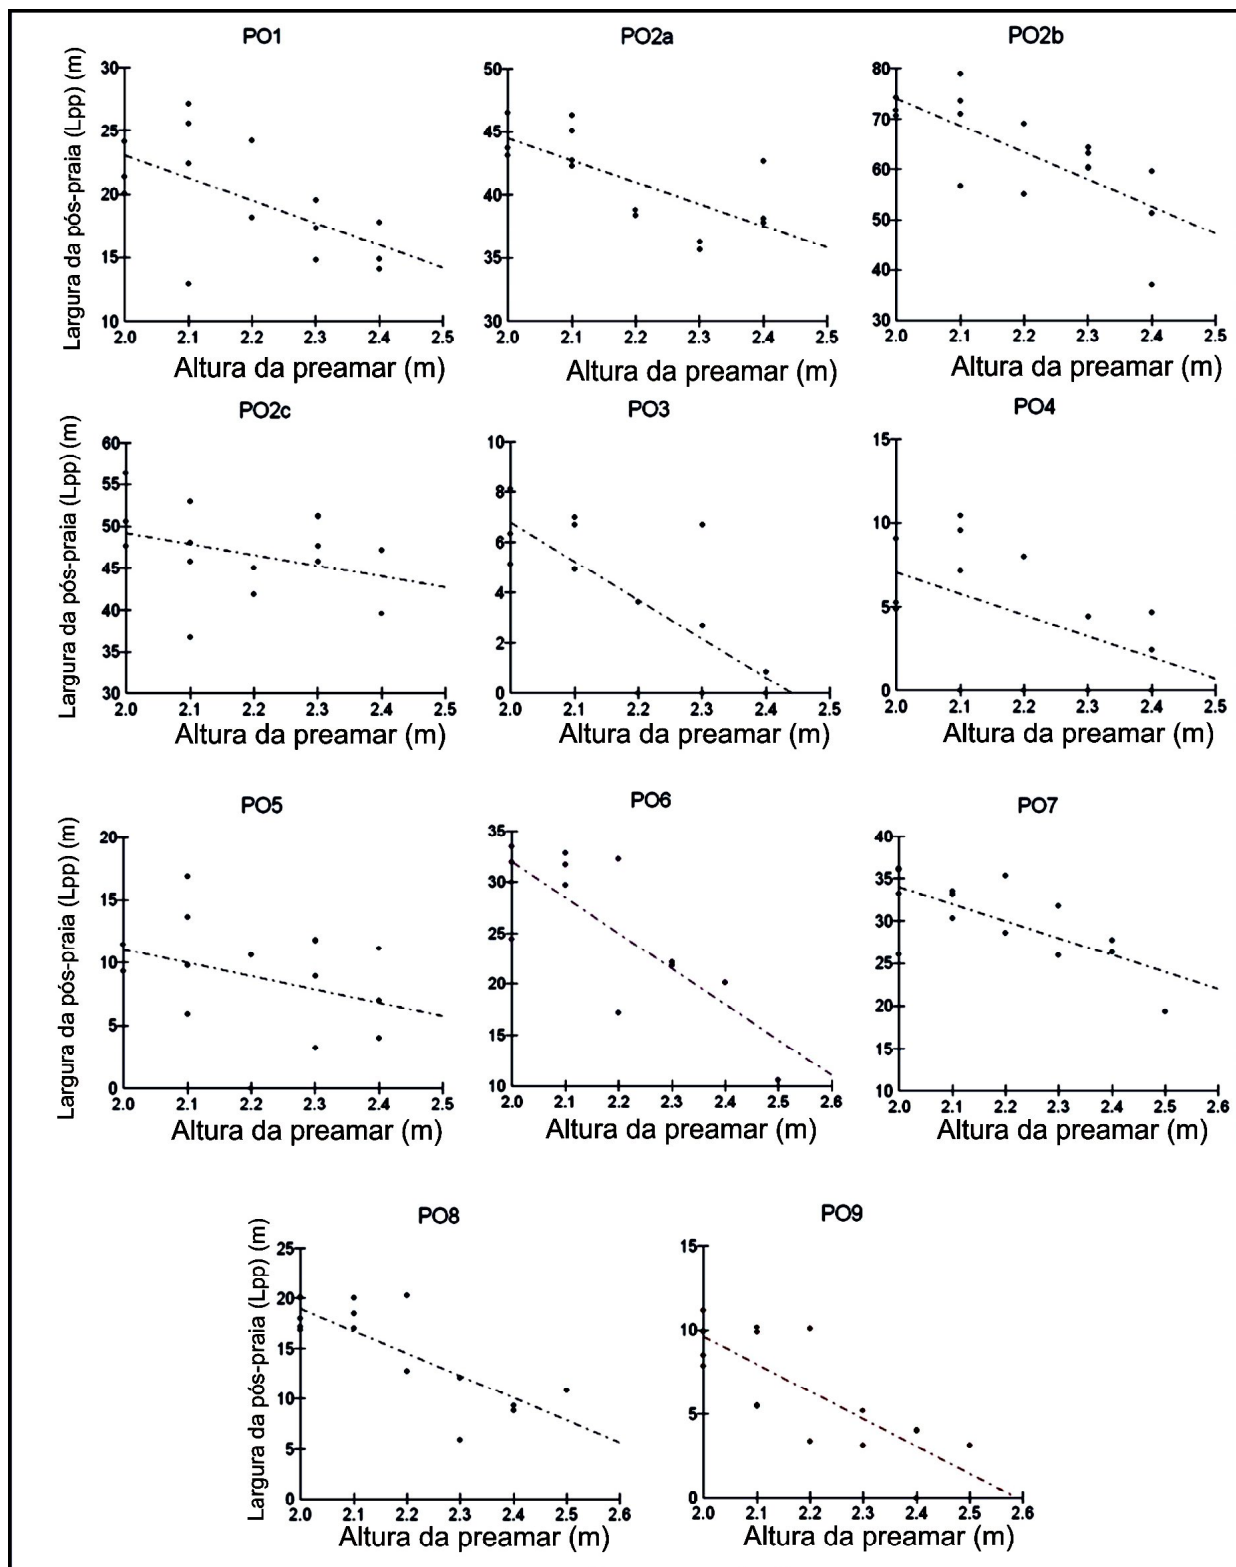 PO1
PO2a
PO2b
Largura da pós-praia (Lpp) (m)
30
25
20
15
10
2.0 2.1 2.2 2.3 2.4 2.5
Altura da preamar (m)
50
45
40
35
30
2.0 2.1 2.2 2.3 2.4 2.5
Altura da preamar (m)
80
70
60
50
40
30
2.0 2.1 2.2 2.3 2.4 2.5
Altura da preamar (m)
PO2c
PO3
PO4
Largura da pós-praia (Lpp) (m)
60
55
50
45
40
35
30
2.0 2.1 2.2 2.3 2.4 2.5
Altura da preamar (m)
10
8
6
4
2
0
2.0 2.1 2.2 2.3 2.4 2.5
Altura da preamar (m)
15
10
5
0
2.0 2.1 2.2 2.3 2.4 2.5
Altura da preamar (m)
PO5
PO6
PO7
Largura da pós-praia (Lpp) (m)
20
15
10
5
0
2.0 2.1 2.2 2.3 2.4 2.5
Altura da preamar (m)
35
30
25
20
15
10
2.0 2.1 2.2 2.3 2.4 2.5 2.6
Altura da preamar (m)
40
35
30
25
20
15
10
2.0 2.1 2.2 2.3 2.4 2.5 2.6
Altura da preamar (m)
PO8
PO9
Largura da pós-praia (Lpp) (m)
25
20
15
10
5
0
2.0 2.1 2.2 2.3 2.4 2.5 2.6
Altura da preamar (m)
15
10
5
0
2.0 2.1 2.2 2.3 2.4 2.5 2.6
Altura da preamar (m)